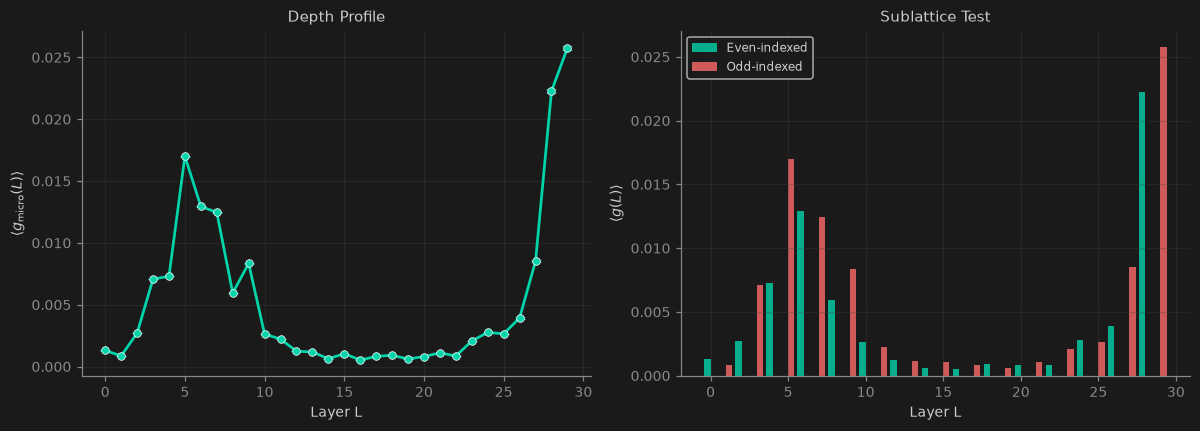 Depth Profile
⟨g_micro(L)⟩
0.025
0.020
0.015
0.010
0.005
0.000
0 5 10 15 20 25 30
Layer L
Sublattice Test
Even-indexed
Odd-indexed
⟨g(L)⟩
0.025
0.020
0.015
0.010
0.005
0.000
0 5 10 15 20 25 30
Layer L